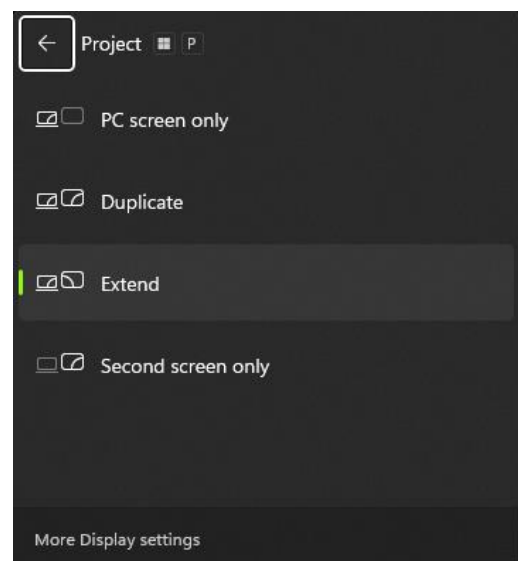 Project P
PC screen only
Duplicate
Extend
Second screen only
More Display settings